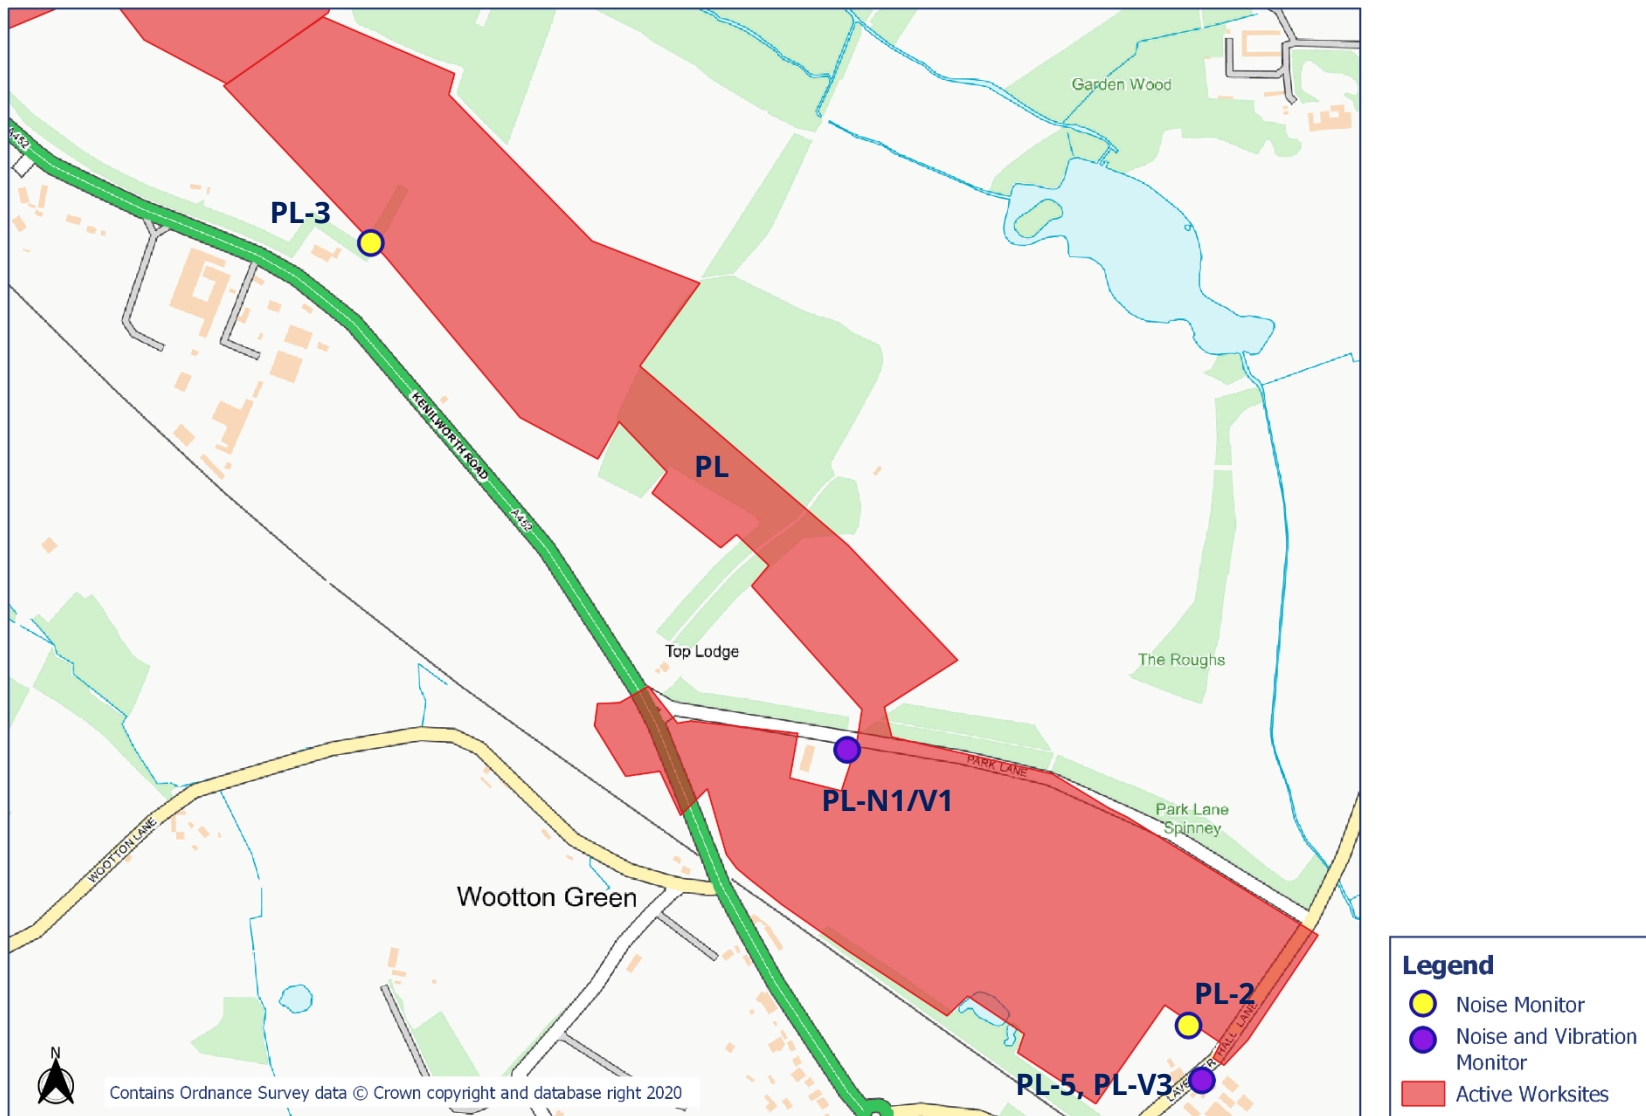 Garden Wood
A452
PL-3
KENILWORTH ROAD
PL
A452
Top Lodge
The Roughs
PARK LANE
PL-N1/V1
Park Lane
Spinney
WOOTTON LANE
Wootton Green
PL-2
HALL LANE
PL-5, PL-V3
N
Contains Ordnance Survey data © Crown copyright and database right 2020
Legend
Noise Monitor
Noise and Vibration
Monitor
Active Worksites